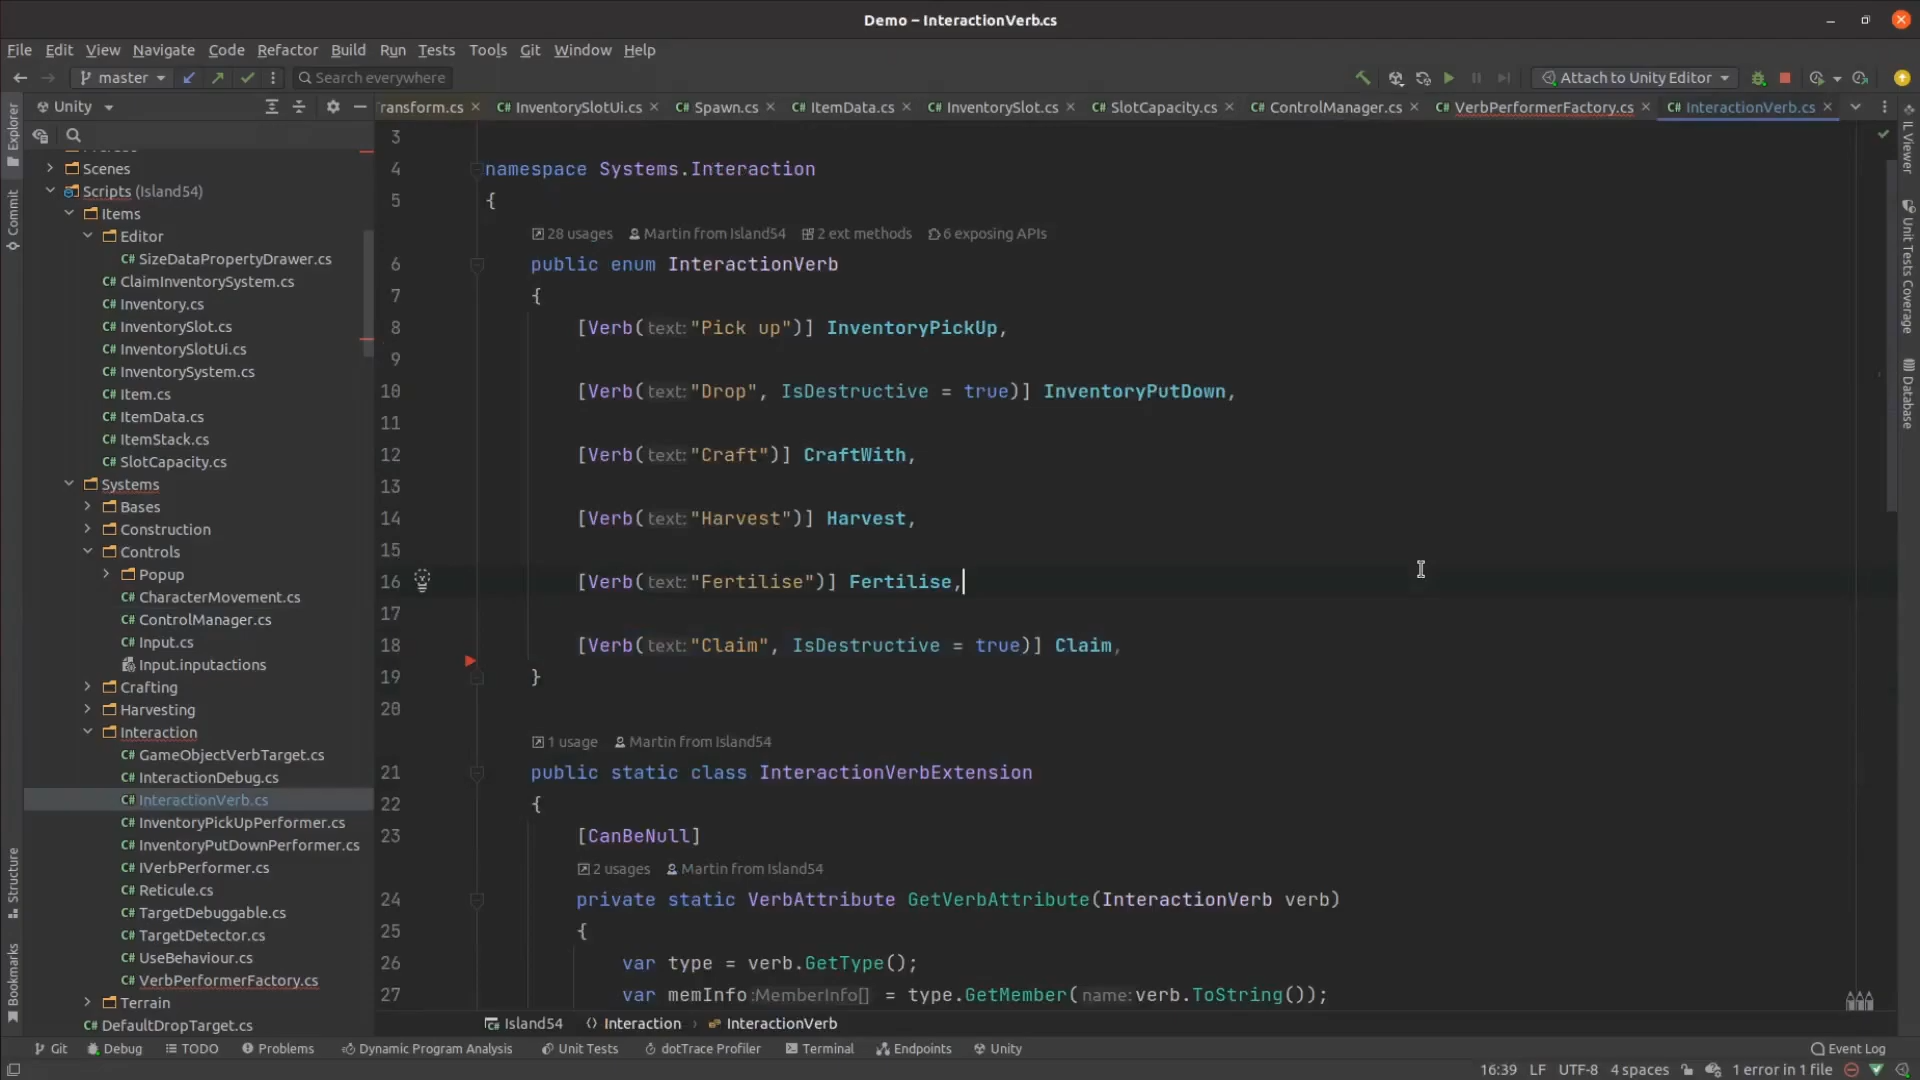 Demo – InteractionVerb.cs
File Edit View Navigate Code Refactor Build Run Tests Tools Git Window Help
master Search everywhere Attach to Unity Editor
Unity ransform.cs C# InventorySlotUi.cs C# Spawn.cs C# ItemData.cs C# InventorySlot.cs C# SlotCapacity.cs C# ControlManager.cs C# VerbPerformerFactory.cs C# InteractionVerb.cs
Explorer
Commit
Structure
Bookmarks
Scenes
Scripts (Island54)
Items
Editor
C# SizeDataPropertyDrawer.cs
C# ClaimInventorySystem.cs
C# Inventory.cs
C# InventorySlot.cs
C# InventorySlotUi.cs
C# InventorySystem.cs
C# Item.cs
C# ItemData.cs
C# ItemStack.cs
C# SlotCapacity.cs
Systems
Bases
Construction
Controls
Popup
C# CharacterMovement.cs
C# ControlManager.cs
C# Input.cs
Input.inputactions
Crafting
Harvesting
Interaction
C# GameObjectVerbTarget.cs
C# InteractionDebug.cs
C# InteractionVerb.cs
C# InventoryPickUpPerformer.cs
C# InventoryPutDownPerformer.cs
C# IVerbPerformer.cs
C# Reticule.cs
C# TargetDebuggable.cs
C# TargetDetector.cs
C# UseBehaviour.cs
C# VerbPerformerFactory.cs
Terrain
C# DefaultDropTarget.cs
3
4 namespace Systems.Interaction
5 {
28 usages Martin from Island54 2 ext methods 6 exposing APIs
6 public enum InteractionVerb
7 {
8 [Verb(text:"Pick up")] InventoryPickUp,
9
10 [Verb(text:"Drop", IsDestructive = true)] InventoryPutDown,
11
12 [Verb(text:"Craft")] CraftWith,
13
14 [Verb(text:"Harvest")] Harvest,
15
16 [Verb(text:"Fertilise")] Fertilise,
17
18 [Verb(text:"Claim", IsDestructive = true)] Claim,
19 }
20
1 usage Martin from Island54
21 public static class InteractionVerbExtension
22 {
23 [CanBeNull]
2 usages Martin from Island54
24 private static VerbAttribute GetVerbAttribute(InteractionVerb verb)
25 {
26 var type = verb.GetType();
27 var memInfo:MemberInfo[] = type.GetMember(name:verb.ToString());
IL Viewer
Unit Tests Coverage
Database
Island54 Interaction InteractionVerb
Git Debug TODO Problems Dynamic Program Analysis Unit Tests dotTrace Profiler Terminal Endpoints Unity Event Log
16:39 LF UTF-8 4 spaces 1 error in 1 file